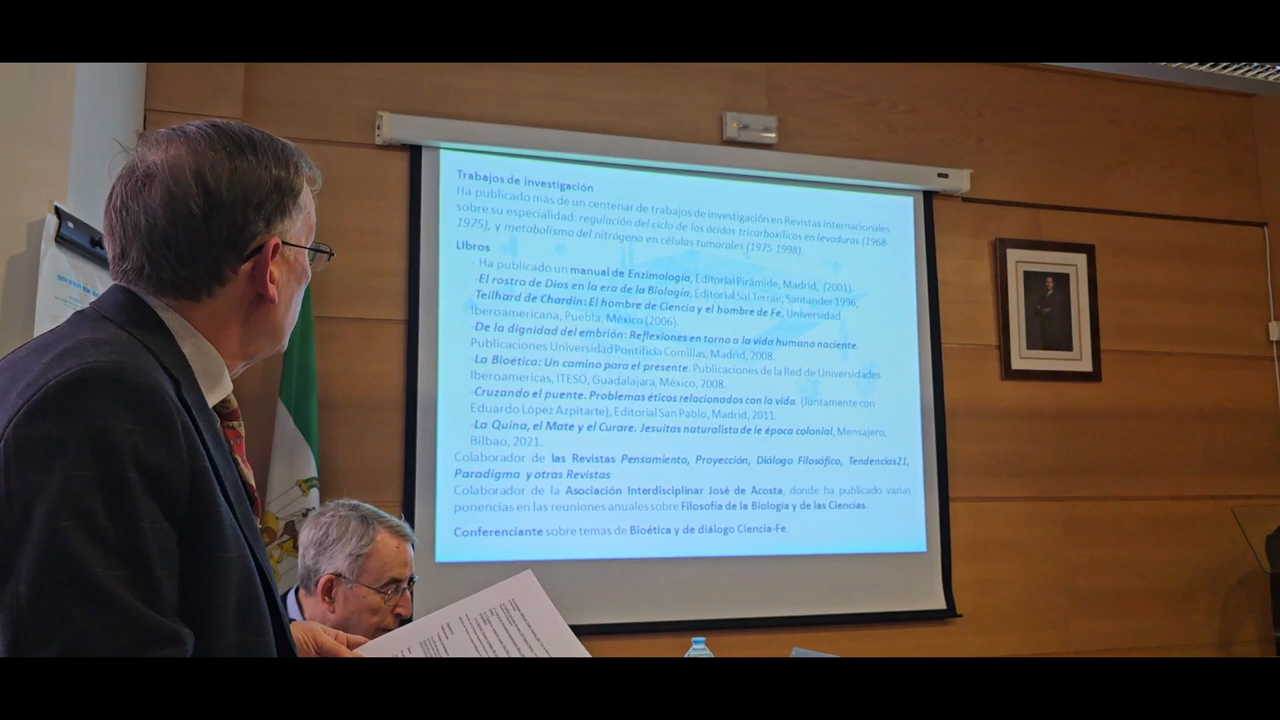 Trabajos de investigación
Ha publicado más de un centenar de trabajos de investigación en Revistas internacionales
sobre su especialidad: regulación del ciclo de los ácidos tricarboxílicos en levaduras (1968-
1975), y metabolismo del nitrógeno en células tumorales (1975-1998).
Libros
- Ha publicado un manual de Enzimología, Editorial Pirámide, Madrid, (2001).
-El rostro de Dios en la era de la Biología, Editorial Sal Terrae, Santander 1996,
-Teilhard de Chardin: El hombre de Ciencia y el hombre de Fe, Universidad
Iberoamericana, Puebla, México (2006).
-De la dignidad del embrión: Reflexiones en torno a la vida humana naciente.
Publicaciones Universidad Pontificia Comillas, Madrid, 2008.
-La Bioética: Un camino para el presente. Publicaciones de la Red de Universidades
Iberoamericas, ITESO, Guadalajara, México, 2008.
-Cruzando el puente. Problemas éticos relacionados con la vida. (Juntamente con
Eduardo López Azpitarte), Editorial San Pablo, Madrid, 2011.
-La Quina, el Mate y el Curare. Jesuitas naturalista de le época colonial, Mensajero,
Bilbao, 2021.
Colaborador de las Revistas Pensamiento, Proyección, Diálogo Filosófico, Tendencias21,
Paradigma y otras Revistas
Colaborador de la Asociación Interdisciplinar José de Acosta, donde ha publicado varias
ponencias en las reuniones anuales sobre Filosofía de la Biología y de las Ciencias.
Conferenciante sobre temas de Bioética y de diálogo Ciencia-Fe.